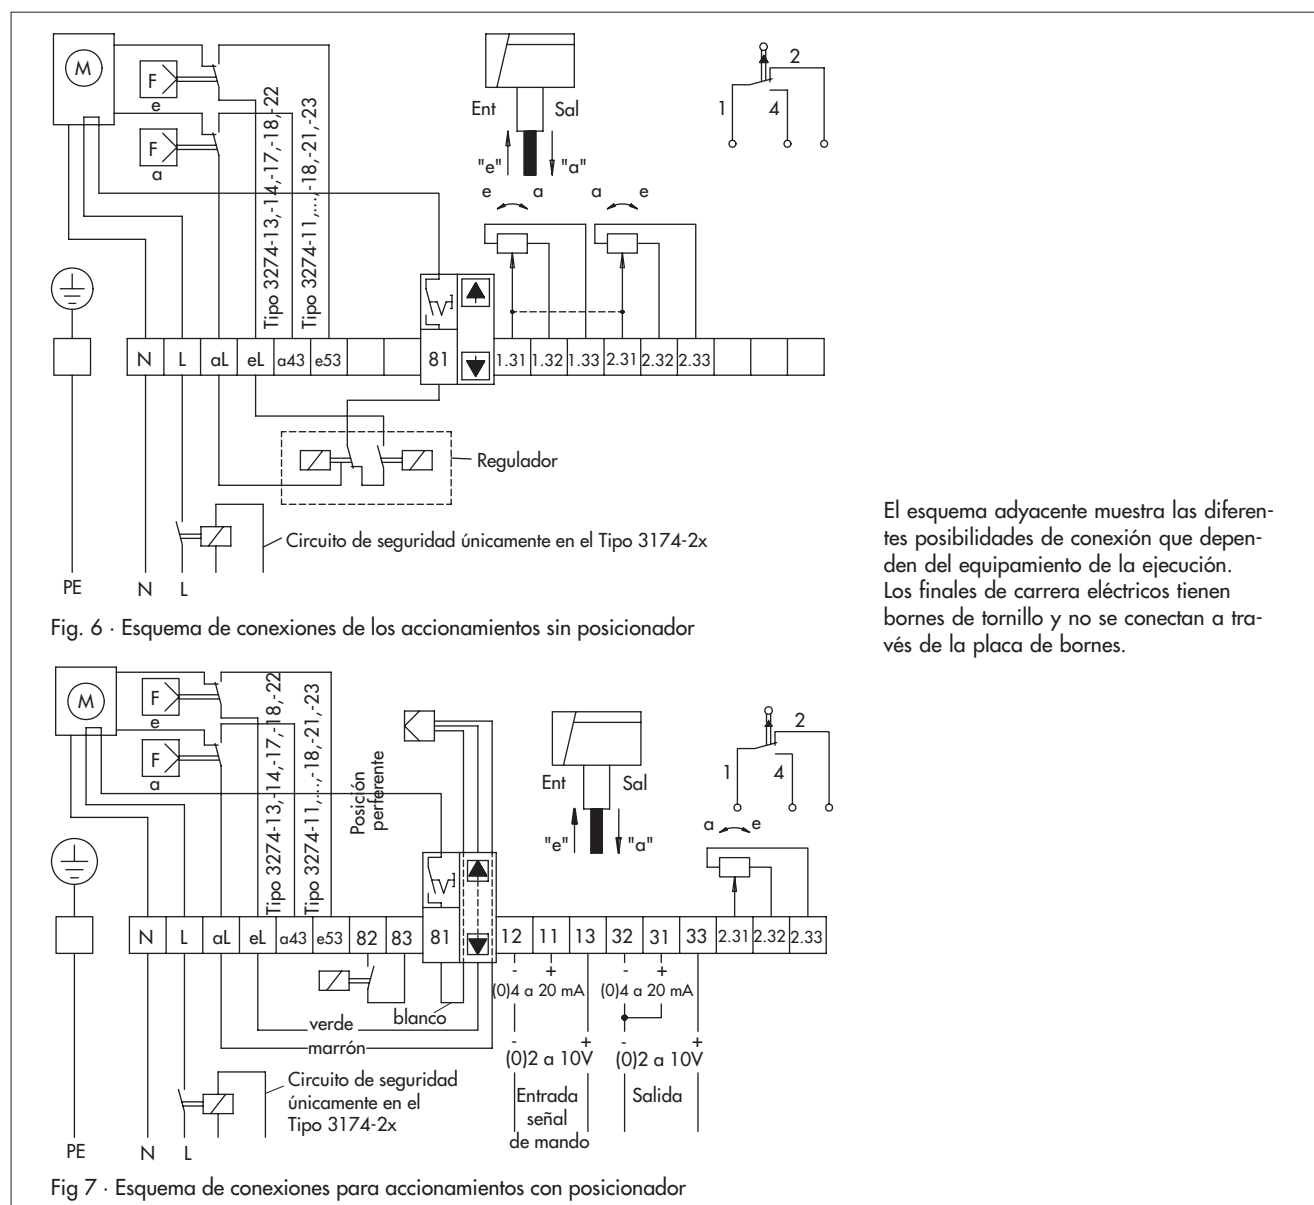 M
F
e
F
a
Tipo 3274-13,-14,-17,-18,-22
Tipo 3274-11,...,-18,-21,-23
Ent Sal
"e" "a"
e a a e
1 2 4
N L aL eL a43 e53 81 1.31 1.32 1.33 2.31 2.32 2.33
Regulador
Circuito de seguridad únicamente en el Tipo 3174-2x
PE N L
Fig. 6 · Esquema de conexiones de los accionamientos sin posicionador
El esquema adyacente muestra las diferen-
tes posibilidades de conexión que depen-
den del equipamiento de la ejecución.
Los finales de carrera eléctricos tienen
bornes de tornillo y no se conectan a tra-
vés de la placa de bornes.
M
F
e
F
a
Tipo 3274-13,-14,-17,-18,-22
Tipo 3274-11,...,-18,-21,-23
Posición
perferente
Ent Sal
"e" "a"
1 2 4
a e
N L aL eL a43 e53 82 83 81 12 11 13 32 31 33 2.31 2.32 2.33
- + - +
(0)4 a 20 mA (0)4 a 20 mA
blanco
verde
marrón
- + - +
(0)2 a 10V (0)2 a 10V
Circuito de seguridad
únicamente en el
Tipo 3174-2x
Entrada
señal
de mando
Salida
PE N L
Fig 7 · Esquema de conexiones para accionamientos con posicionador